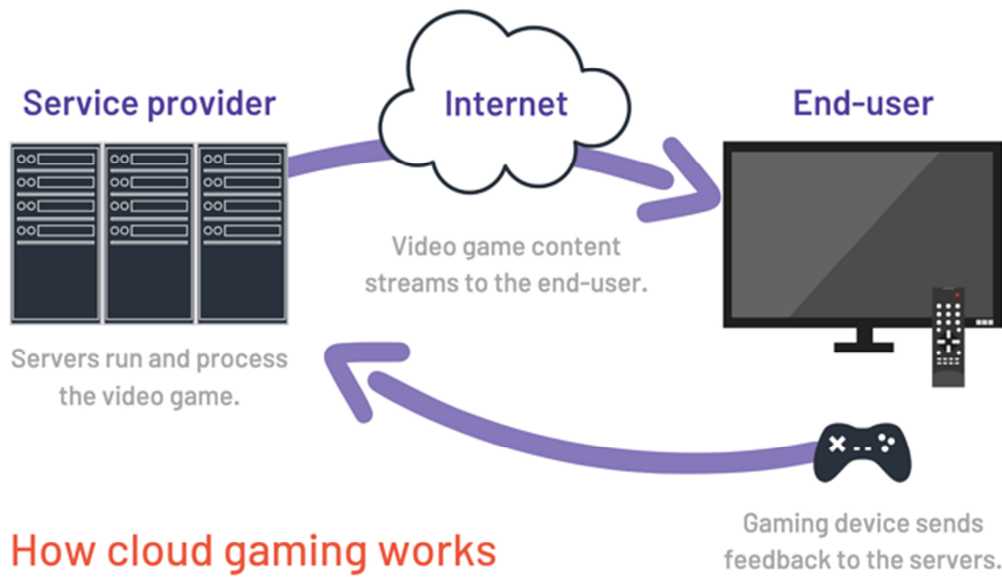 Service provider
Internet
End-user
Video game content
streams to the end-user.
Servers run and process
the video game.
Gaming device sends
feedback to the servers.
How cloud gaming works